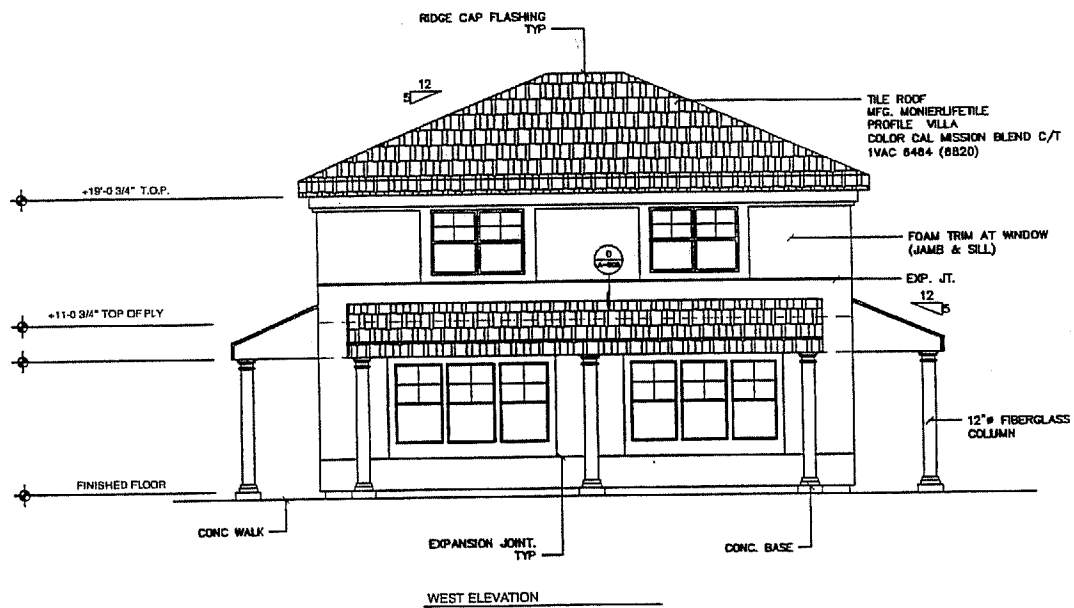 RIDGE CAP FLASHING
TYP
12
5
TILE ROOF
MFG. MONIERLIFETILE
PROFILE VILLA
COLOR CAL MISSION BLEND C/T
1VAC 6464 (6820)
+19'-0 3/4" T.O.P.
FOAM TRIM AT WINDOW
(JAMB & SILL)
D
EXP. JT.
12
5
+11-0 3/4" TOP OF PLY
12"ø FIBERGLASS
COLUMN
FINISHED FLOOR
CONC WALK
EXPANSION JOINT.
TYP
CONC. BASE
WEST ELEVATION